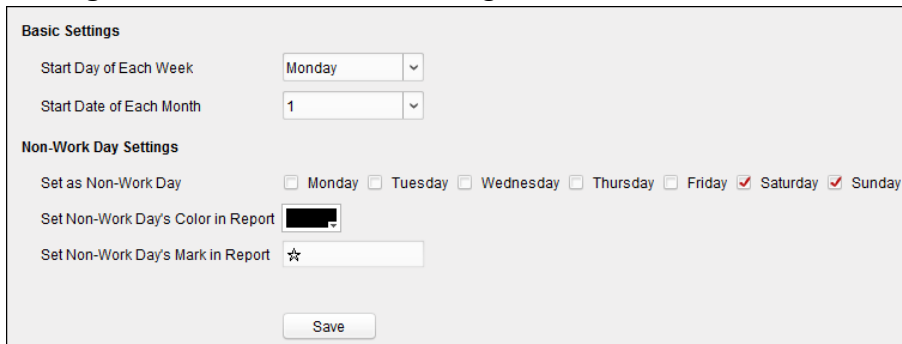 Basic Settings
Start Day of Each Week Monday
Start Date of Each Month 1
Non-Work Day Settings
Set as Non-Work Day Monday Tuesday Wednesday Thursday Friday Saturday Sunday
Set Non-Work Day's Color in Report
Set Non-Work Day's Mark in Report ☆
Save